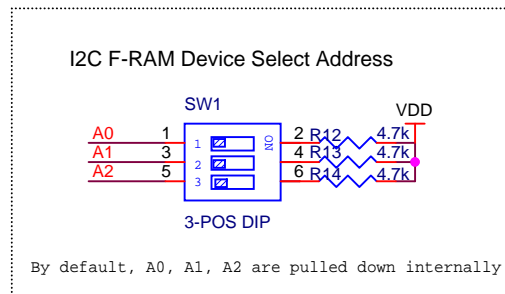 I2C F-RAM Device Select Address
SW1
VDD
A0 1 1 ON 2 R12 4.7k
A1 3 2 4 R13 4.7k
A2 5 3 6 R14 4.7k
3-POS DIP
By default, A0, A1, A2 are pulled down internally